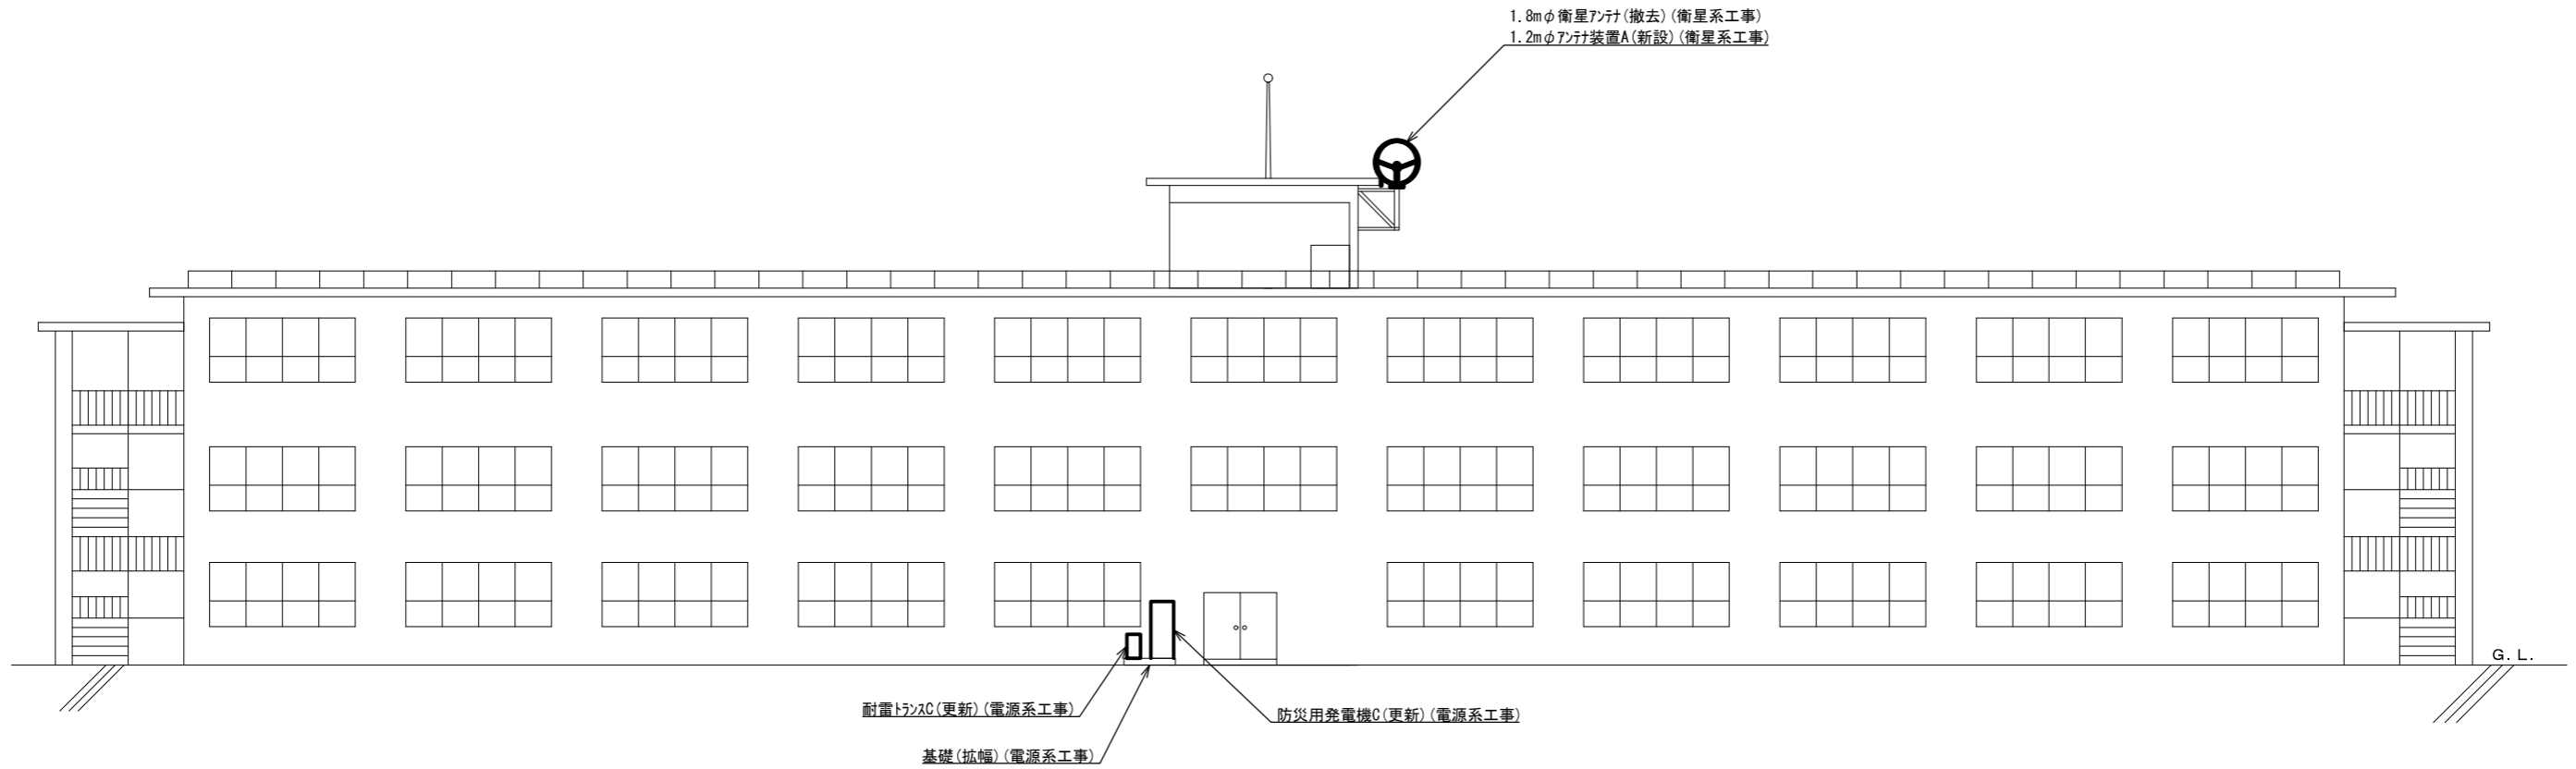 1.8mφ衛星ｱﾝﾃﾅ(撤去)(衛星系工事)
1.2mφｱﾝﾃﾅ装置A(新設)(衛星系工事)
G.L.
耐雷ﾄﾗﾝｽC(更新)(電源系工事)
防災用発電機C(更新)(電源系工事)
基礎(拡幅)(電源系工事)